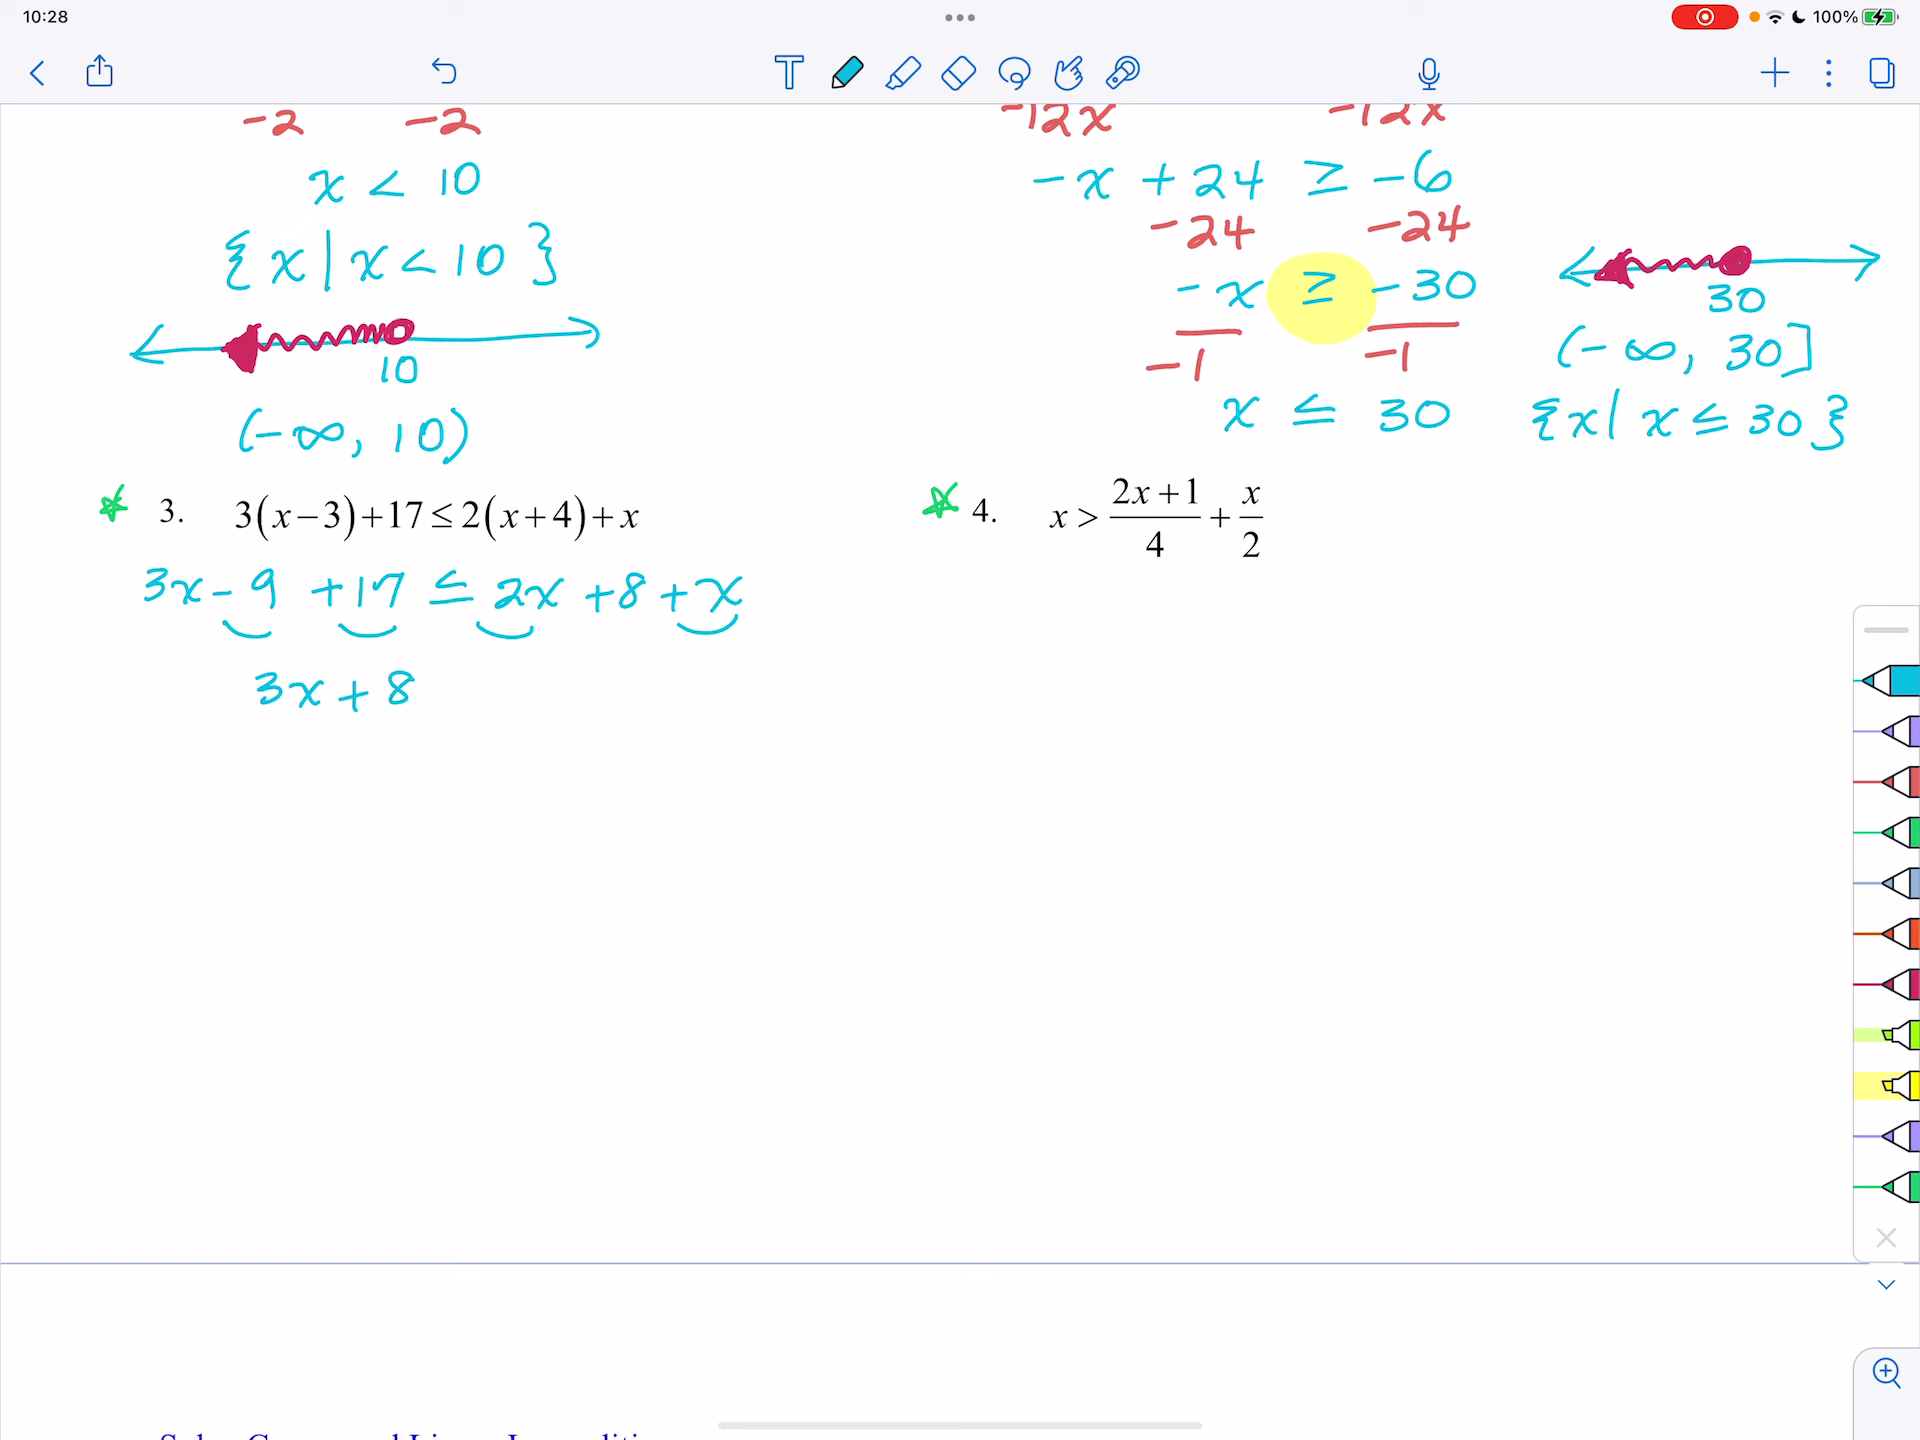 10:28
100%
-2 -2
x < 10
{x | x < 10}
10
(-∞, 10)
-12x -12x
-x + 24 ≥ -6
-24 -24
-x ≥ -30
-1 -1
x ≤ 30
30
(-∞, 30]
{x | x ≤ 30}
3. 3(x-3)+17≤2(x+4)+x
3x - 9 + 17 ≤ 2x + 8 + x
3x + 8
4. x > (2x+1)/4 + x/2